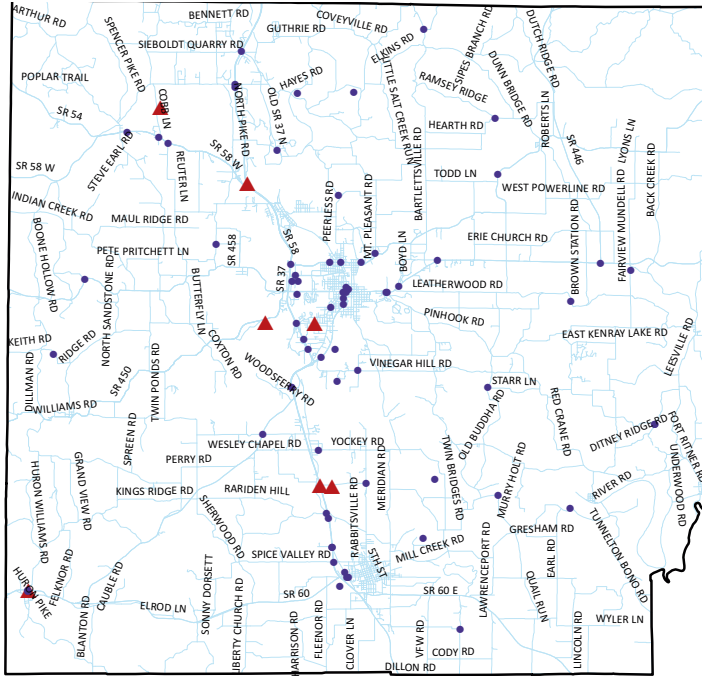 ARTHUR RD
BENNETT RD
COVEYVILLE RD
SPENCER PIKE RD
SIEBOLDT QUARRY RD
GUTHRIE RD
ELKINS RD
SIPES BRANCH RD
DUTCH RIDGE RD
DUNN BRIDGE RD
POPLAR TRAIL
HAYES RD
LITTLE SALT CREEK RUN
RAMSEY RIDGE
COBB LN
NORTH PIKE RD
OLD SR 37 N
ROBERTS LN
SR 54
HEARTH RD
SR 446
LYONS LN
STEVE EARL RD
REUTER LN
SR 58 W
SR 58 W
BARTLETTSVILLE RD
TODD LN
WEST POWERLINE RD
BACK CREEK RD
INDIAN CREEK RD
MAUL RIDGE RD
PEERLESS RD
MT. PLEASANT RD
FAIRVIEW MUNDELL RD
BOONE HOLLOW RD
PETE PRITCHETT LN
SR 458
SR 58
BOYD LN
ERIE CHURCH RD
BROWN STATION RD
NORTH SANDSTONE RD
BUTTERFLY LN
SR 37
LEATHERWOOD RD
PINHOOK RD
EAST KENRAY LAKE RD
LEESVILLE RD
KEITH RD
RIDGE RD
COXTON RD
DILLMAN RD
SR 450
TWIN PONDS RD
WOODSFERRY RD
VINEGAR HILL RD
STARR LN
WILLIAMS RD
OLD BUDDHA RD
RED CRANE RD
FORT RITNER RD
DITNEY RIDGE RD
SPREEN RD
WESLEY CHAPEL RD
YOCKEY RD
TWIN BRIDGES RD
UNDERWOOD RD
PERRY RD
GRAND VIEW RD
HURON WILLIAMS RD
KINGS RIDGE RD
RARIDEN HILL
RABBITSVILLE RD
MERIDIAN RD
MURRY HOLT RD
RIVER RD
SHERWOOD RD
GRESHAM RD
TUNNELTON BONO RD
SPICE VALLEY RD
5TH ST
MILL CREEK RD
EARL RD
HURON PIKE
FELKNOR RD
CAUBLE RD
SONNY DORSETT
SR 60
SR 60 E
LAWRENCEPORT RD
QUAIL RUN
ELROD LN
BLANTON RD
LIBERTY CHURCH RD
HARRISON RD
FLEENOR RD
CLOVER LN
VFW RD
CODY RD
WYLER LN
LINCOLN RD
DILLON RD